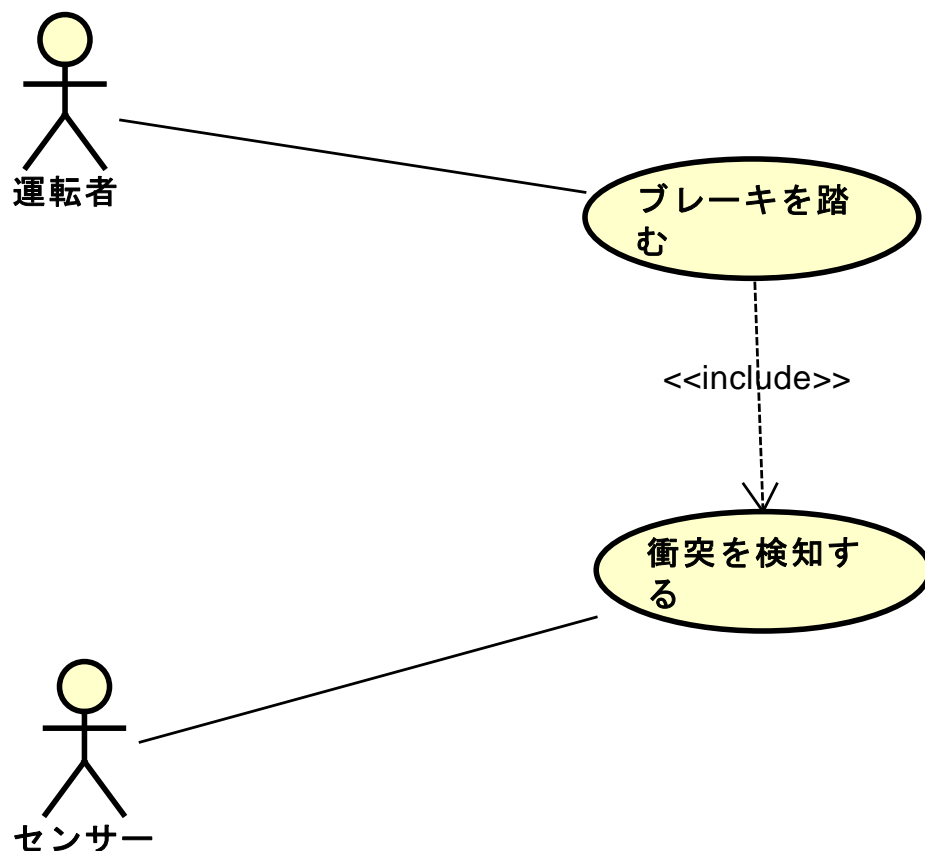 運転者
ブレーキを踏
む
<<include>>
衝突を検知す
る
センサー